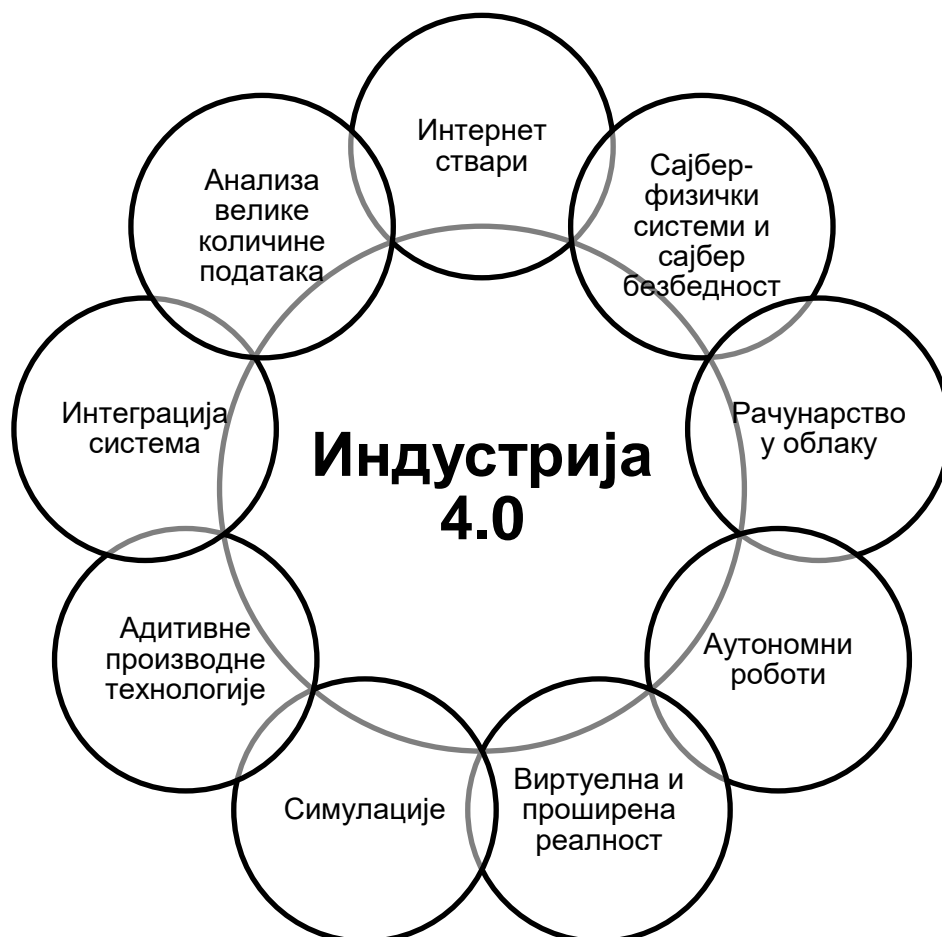 Интернет
ствари
Сајбер-
физички
системи и
сајбер
безбедност
Рачунарство
у облаку
Аутономни
роботи
Виртуелна и
проширена
реалност
Симулације
Адитивне
производне
технологије
Интеграција
система
Анализа
велике
количине
података
Индустрија
4.0